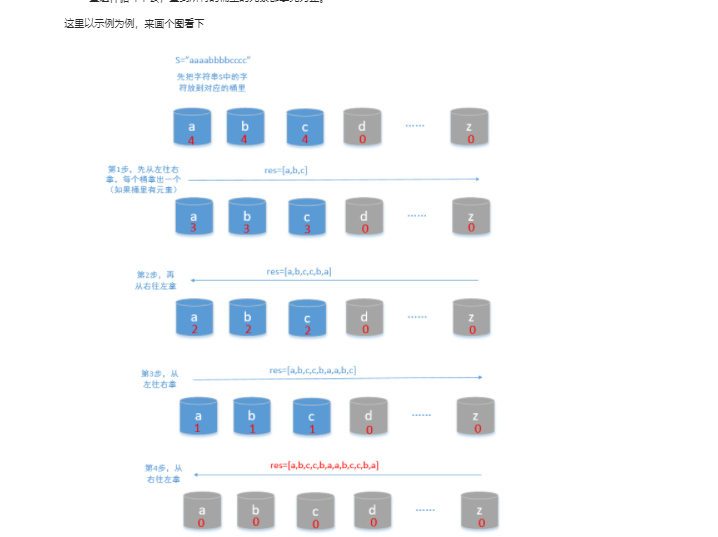 这里以示例为例，来画个图看下
S="aaaabbbbcccc"
先把字符串S中的字
符放到对应的桶里
a b c d ...... z
4 4 4 0 0
第1步，先从左往右
拿，每个桶拿出一个
（如果桶里有元素）
res=[a,b,c]
a b c d ...... z
3 3 3 0 0
第2步，再
从右往左拿
res=[a,b,c,c,b,a]
a b c d ...... z
2 2 2 0 0
第3步，从
左往右拿
res=[a,b,c,c,b,a,a,b,c]
a b c d ...... z
1 1 1 0 0
第4步，从
右往左拿
res=[a,b,c,c,b,a,a,b,c,c,b,a]
a b c d ...... z
0 0 0 0 0